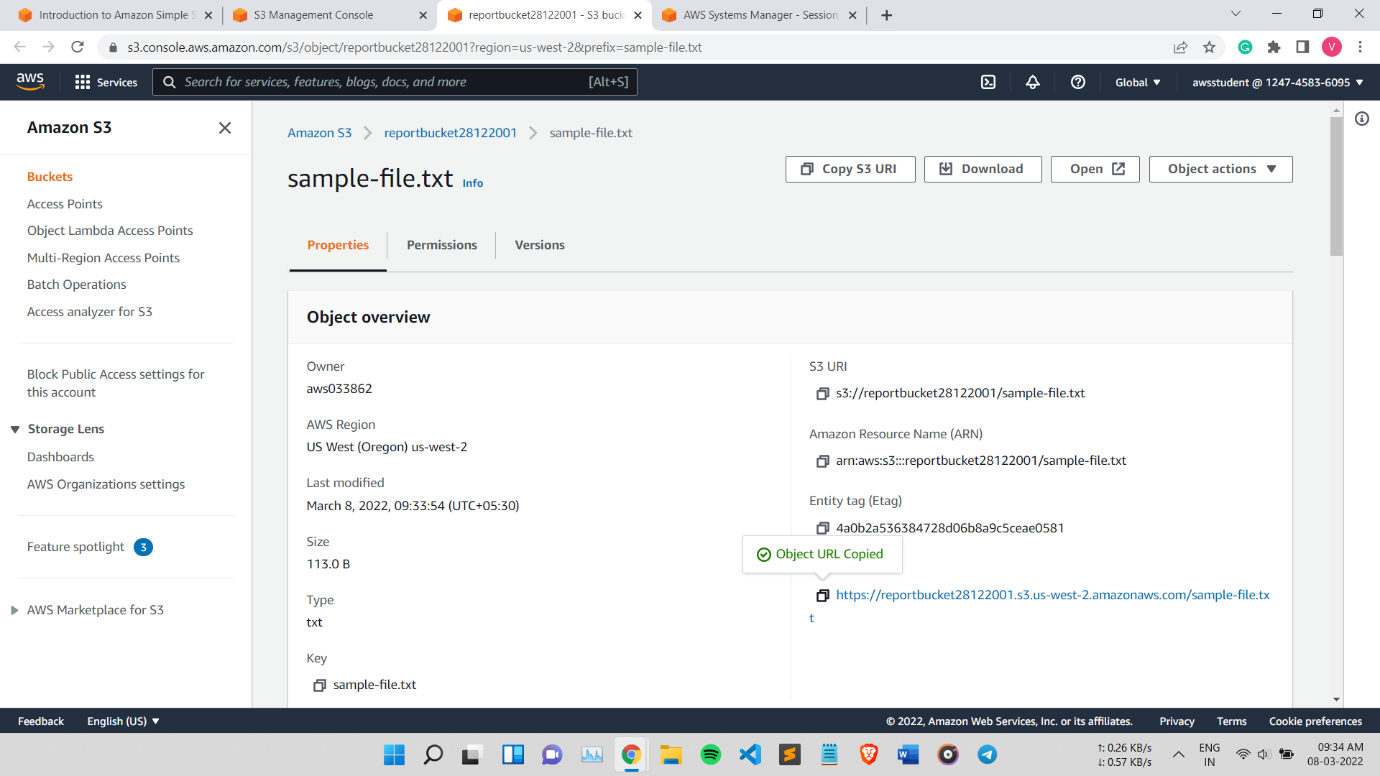 Introduction to Amazon Simple S
S3 Management Console
reportbucket28122001 - S3 buck
AWS Systems Manager - Session
s3.console.aws.amazon.com/s3/object/reportbucket28122001?region=us-west-2&prefix=sample-file.txt
V
aws
Services
Search for services, features, blogs, docs, and more
[Alt+S]
Global
awsstudent @ 1247-4583-6095
Amazon S3
Buckets
Access Points
Object Lambda Access Points
Multi-Region Access Points
Batch Operations
Access analyzer for S3
Block Public Access settings for
this account
Storage Lens
Dashboards
AWS Organizations settings
Feature spotlight 3
AWS Marketplace for S3
Amazon S3 > reportbucket28122001 > sample-file.txt
sample-file.txt Info
Copy S3 URI
Download
Open
Object actions
Properties
Permissions
Versions
Object overview
Owner
aws033862
AWS Region
US West (Oregon) us-west-2
Last modified
March 8, 2022, 09:33:54 (UTC+05:30)
Size
113.0 B
Type
txt
Key
sample-file.txt
S3 URI
s3://reportbucket28122001/sample-file.txt
Amazon Resource Name (ARN)
arn:aws:s3:::reportbucket28122001/sample-file.txt
Entity tag (Etag)
4a0b2a536384728d06b8a9c5ceae0581
Object URL Copied
https://reportbucket28122001.s3.us-west-2.amazonaws.com/sample-file.tx
t
Feedback
English (US)
© 2022, Amazon Web Services, Inc. or its affiliates.
Privacy
Terms
Cookie preferences
↑: 0.26 KB/s
↓: 0.57 KB/s
ENG
IN
09:34 AM
08-03-2022